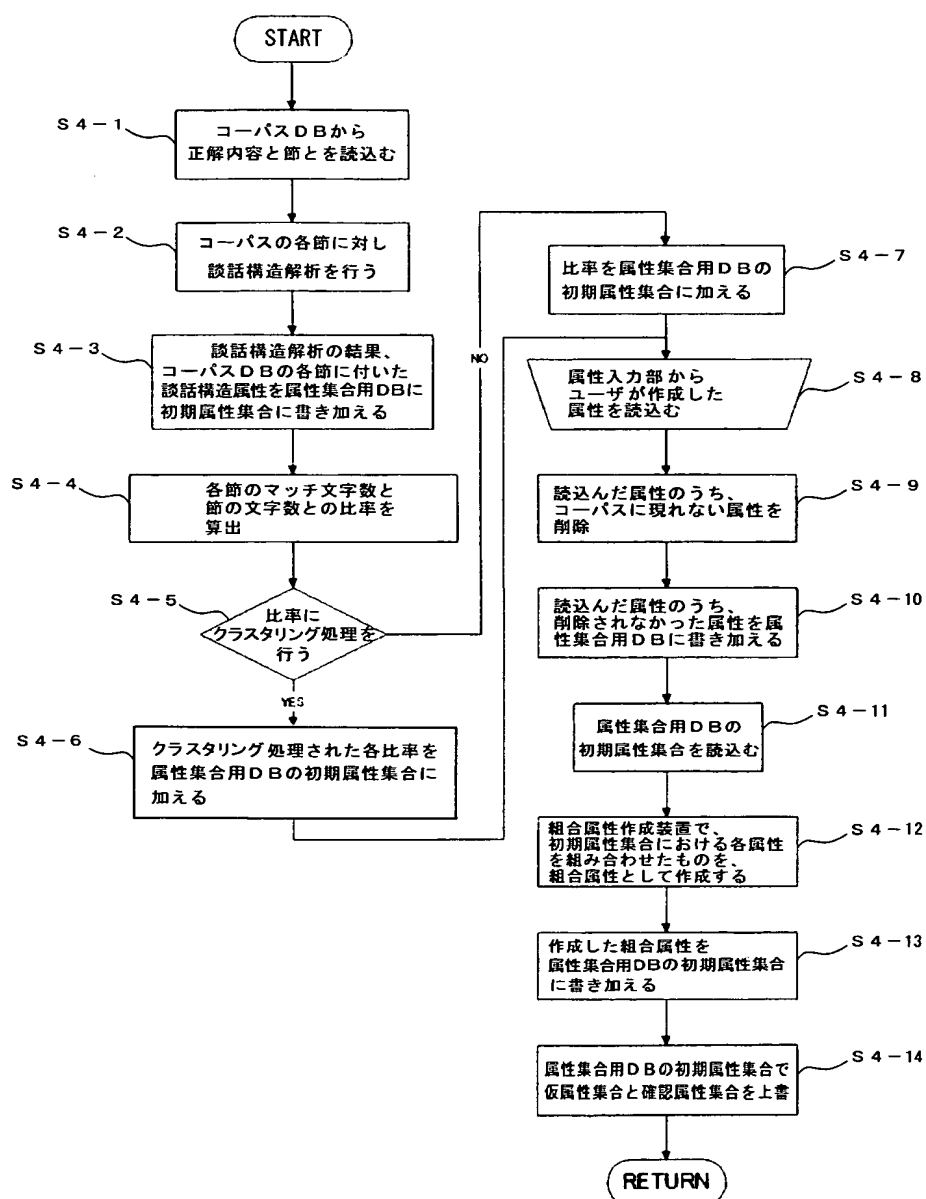 START
S4-1
コーパスDBから
正解内容と節とを読込む
S4-2
コーパスの各節に対し
談話構造解析を行う
S4-3
談話構造解析の結果、
コーパスDBの各節に付いた
談話構造属性を属性集合用DBに
初期属性集合に書き加える
S4-4
各節のマッチ文字数と
節の文字数との比率を
算出
S4-5
比率に
クラスタリング処理を
行う
NO
YES
S4-6
クラスタリング処理された各比率を
属性集合用DBの初期属性集合に
加える
S4-7
比率を属性集合用DBの
初期属性集合に加える
S4-8
属性入力部から
ユーザが作成した
属性を読込む
S4-9
読込んだ属性のうち、
コーパスに現れない属性を
削除
S4-10
読込んだ属性のうち、
削除されなかった属性を属
性集合用DBに書き加える
S4-11
属性集合用DBの
初期属性集合を読込む
S4-12
組合属性作成装置で、
初期属性集合における各属性
を組み合わせたものを、
組合属性として作成する
S4-13
作成した組合属性を
属性集合用DBの初期属性集合
に書き加える
S4-14
属性集合用DBの初期属性集合で
仮属性集合と確認属性集合を上書
RETURN